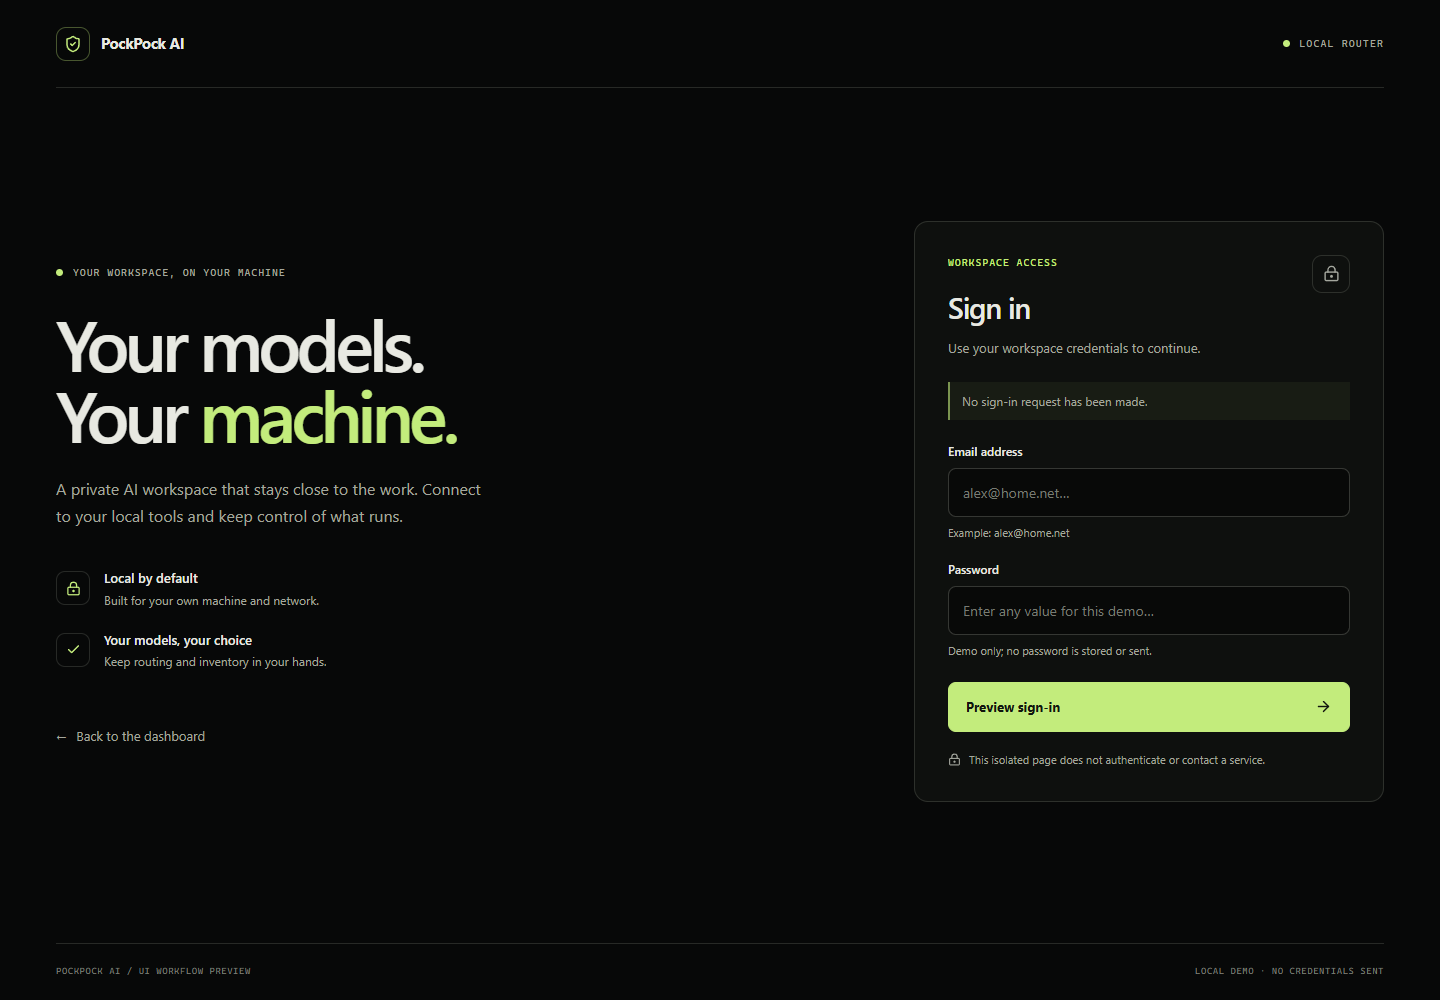 PockPock AI
LOCAL ROUTER
YOUR WORKSPACE, ON YOUR MACHINE
Your models.
Your machine.
A private AI workspace that stays close to the work. Connect
to your local tools and keep control of what runs.
Local by default
Built for your own machine and network.
Your models, your choice
Keep routing and inventory in your hands.
← Back to the dashboard
WORKSPACE ACCESS
Sign in
Use your workspace credentials to continue.
No sign-in request has been made.
Email address
alex@home.net...
Example: alex@home.net
Password
Enter any value for this demo...
Demo only; no password is stored or sent.
Preview sign-in →
This isolated page does not authenticate or contact a service.
POCKPOCK AI / UI WORKFLOW PREVIEW
LOCAL DEMO · NO CREDENTIALS SENT